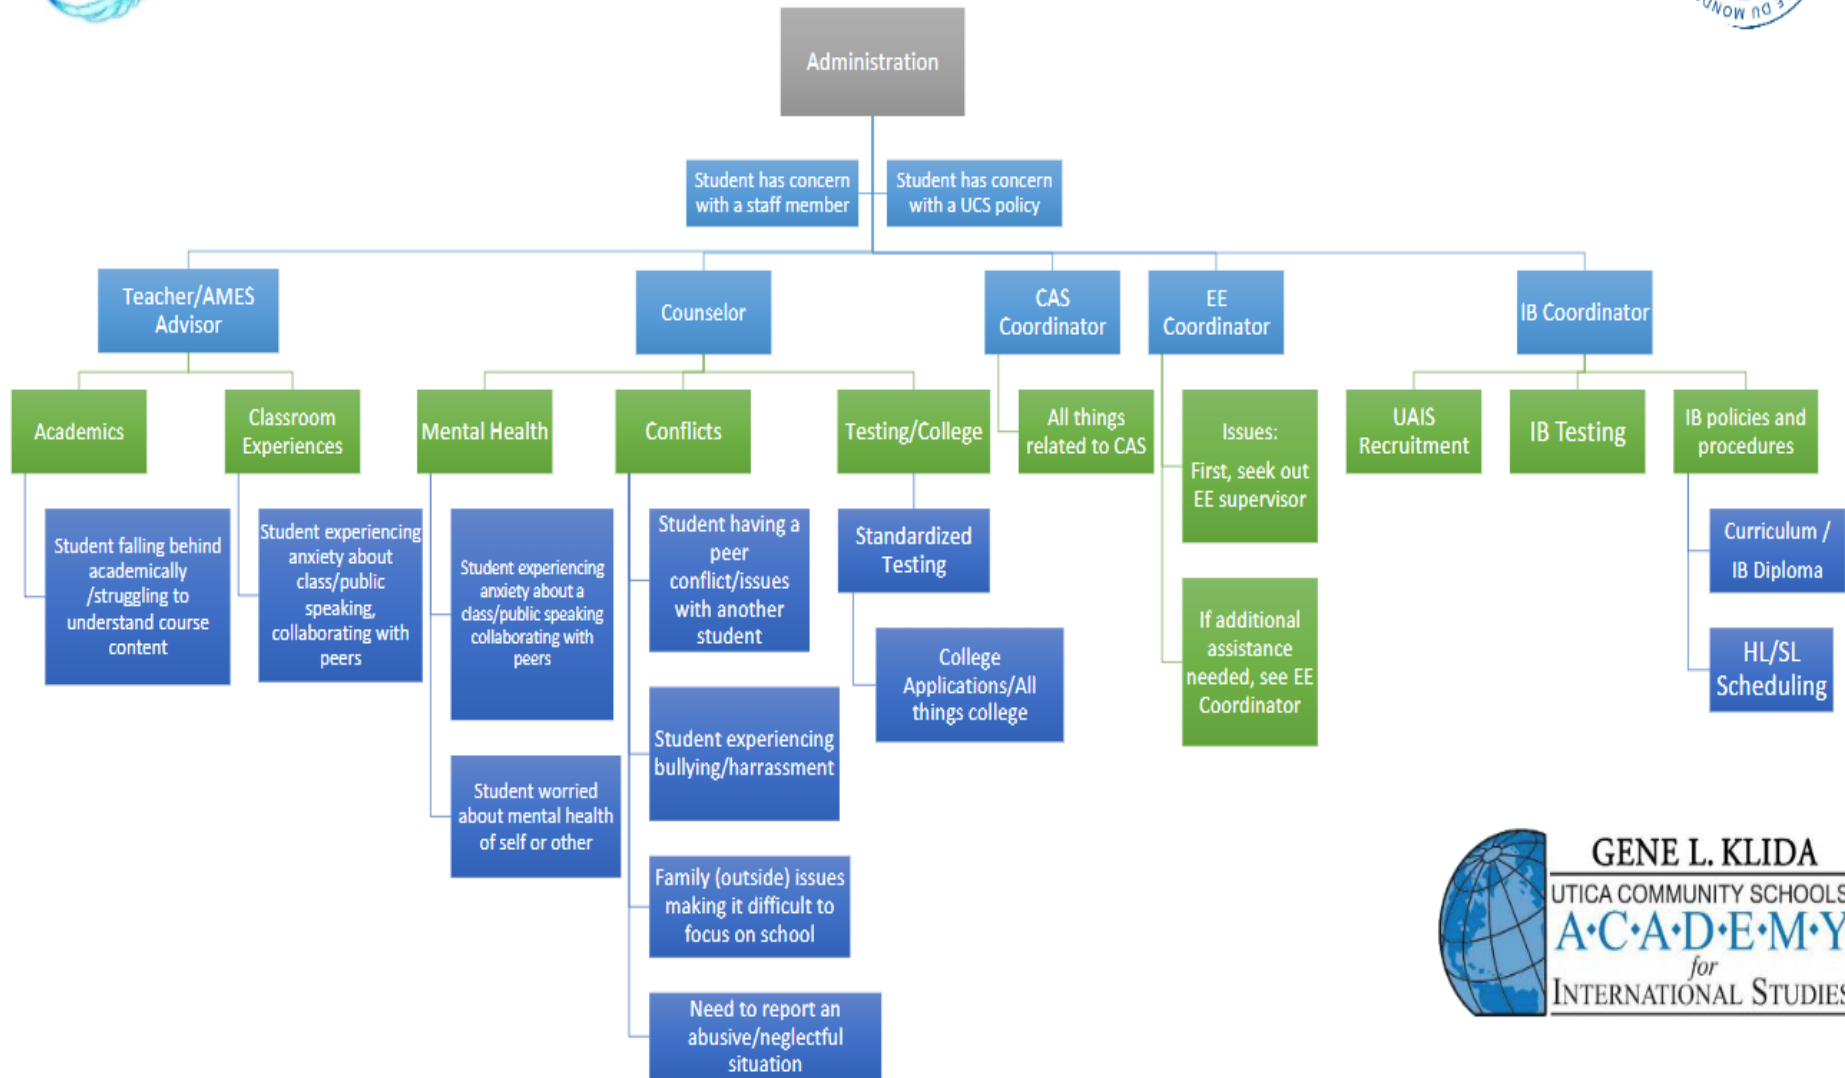 E DU MONDE
Administration
Student has concern
with a staff member
Student has concern
with a UCS policy
Teacher/AMES
Advisor
Counselor
CAS
Coordinator
EE
Coordinator
IB Coordinator
Academics
Classroom
Experiences
Mental Health
Conflicts
Testing/College
All things
related to CAS
Issues:
First, seek out
EE supervisor
UAIS
Recruitment
IB Testing
IB policies and
procedures
Student falling behind
academically
/struggling to
understand course
content
Student experiencing
anxiety about
class/public
speaking,
collaborating with
peers
Student experiencing
anxiety about a
class/public speaking
collaborating with
peers
Student worried
about mental health
of self or other
Student having a
peer
conflict/issues
with another
student
Student experiencing
bullying/harrassment
Family (outside) issues
making it difficult to
focus on school
Need to report an
abusive/neglectful
situation
Standardized
Testing
College
Applications/All
things college
If additional
assistance
needed, see EE
Coordinator
Curriculum /
IB Diploma
HL/SL
Scheduling
GENE L. KLIDA
UTICA COMMUNITY SCHOOLS
A•C•A•D•E•M•Y
for
INTERNATIONAL STUDIES